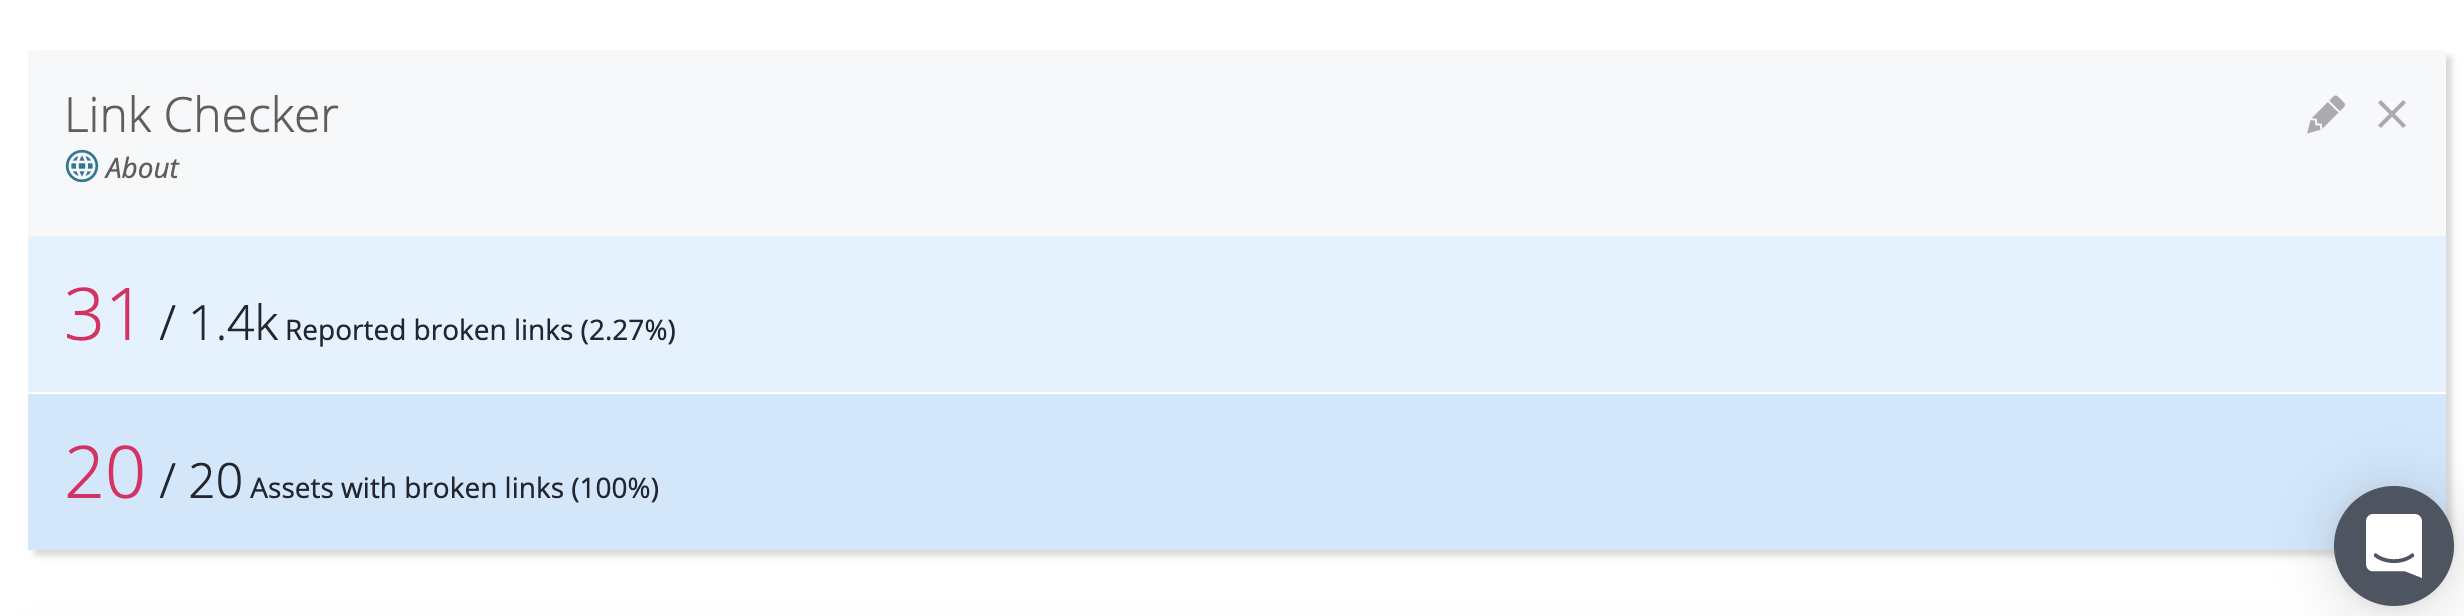 Link Checker
About
31 / 1.4k Reported broken links (2.27%)
20 / 20 Assets with broken links (100%)